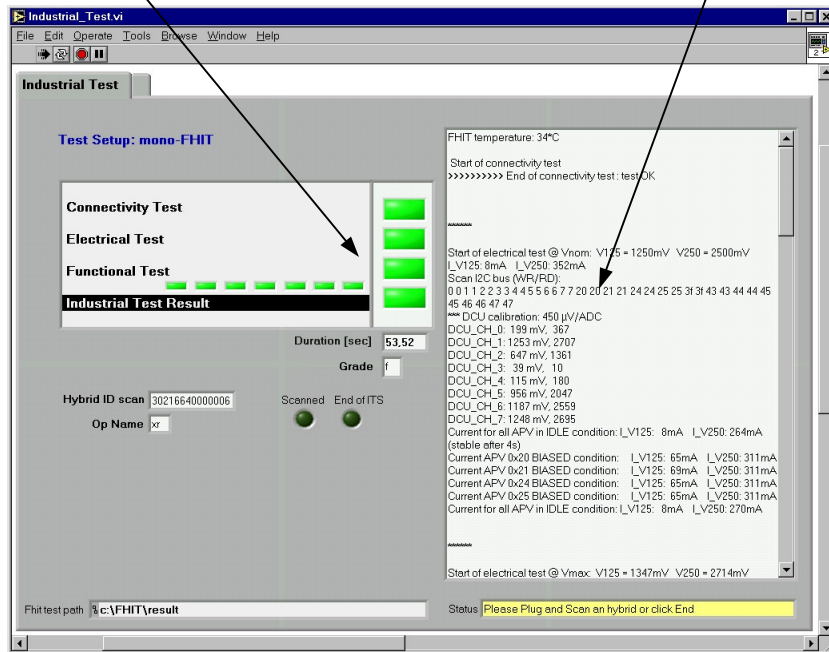 Industrial_Test.vi
File Edit Operate Tools Browse Window Help
2
Industrial Test
Test Setup: mono-FHIT
Connectivity Test
Electrical Test
Functional Test
Industrial Test Result
Duration [sec] 53,52
Grade f
Hybrid ID scan 30216640000006
Scanned End of ITS
Op Name xr
FHIT temperature: 34°C
Start of connectivity test
>>>>>>>>>> End of connectivity test : test OK
******
Start of electrical test @ Vnom: V125 = 1250mV V250 = 2500mV
I_V125: 8mA I_V250: 352mA
Scan I2C bus (WR/RD):
0 0 1 1 2 2 3 3 4 4 5 5 6 6 7 7 20 20 21 21 24 24 25 25 3f 3f 43 43 44 44 45
45 46 46 47 47
*** DCU calibration: 450 µV/ADC
DCU_CH_0: 199 mV, 367
DCU_CH_1: 1253 mV, 2707
DCU_CH_2: 647 mV, 1361
DCU_CH_3: 39 mV, 10
DCU_CH_4: 115 mV, 180
DCU_CH_5: 956 mV, 2047
DCU_CH_6: 1187 mV, 2559
DCU_CH_7: 1248 mV, 2695
Current for all APV in IDLE condition: I_V125: 8mA I_V250: 264mA
(stable after 4s)
Current APV 0x20 BIASED condition: I_V125: 65mA I_V250: 311mA
Current APV 0x21 BIASED condition: I_V125: 69mA I_V250: 311mA
Current APV 0x24 BIASED condition: I_V125: 65mA I_V250: 311mA
Current APV 0x25 BIASED condition: I_V125: 65mA I_V250: 311mA
Current for all APV in IDLE condition: I_V125: 8mA I_V250: 270mA
******
Start of electrical test @ Vmax: V125 = 1347mV V250 = 2714mV
Fhit test path c:\FHIT\result
Status Please Plug and Scan an hybrid or click End